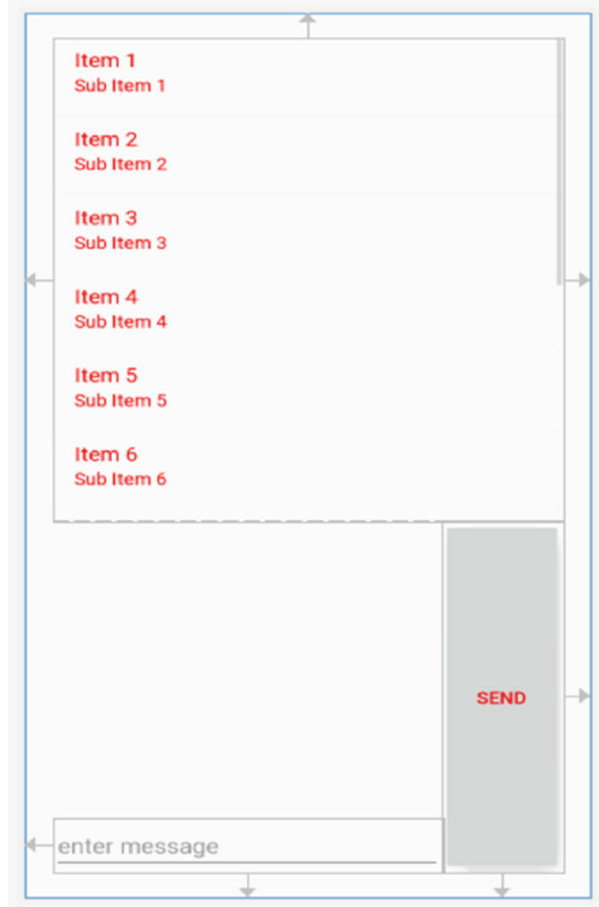 Item 1
Sub Item 1
Item 2
Sub Item 2
Item 3
Sub Item 3
Item 4
Sub Item 4
Item 5
Sub Item 5
Item 6
Sub Item 6
SEND
enter message